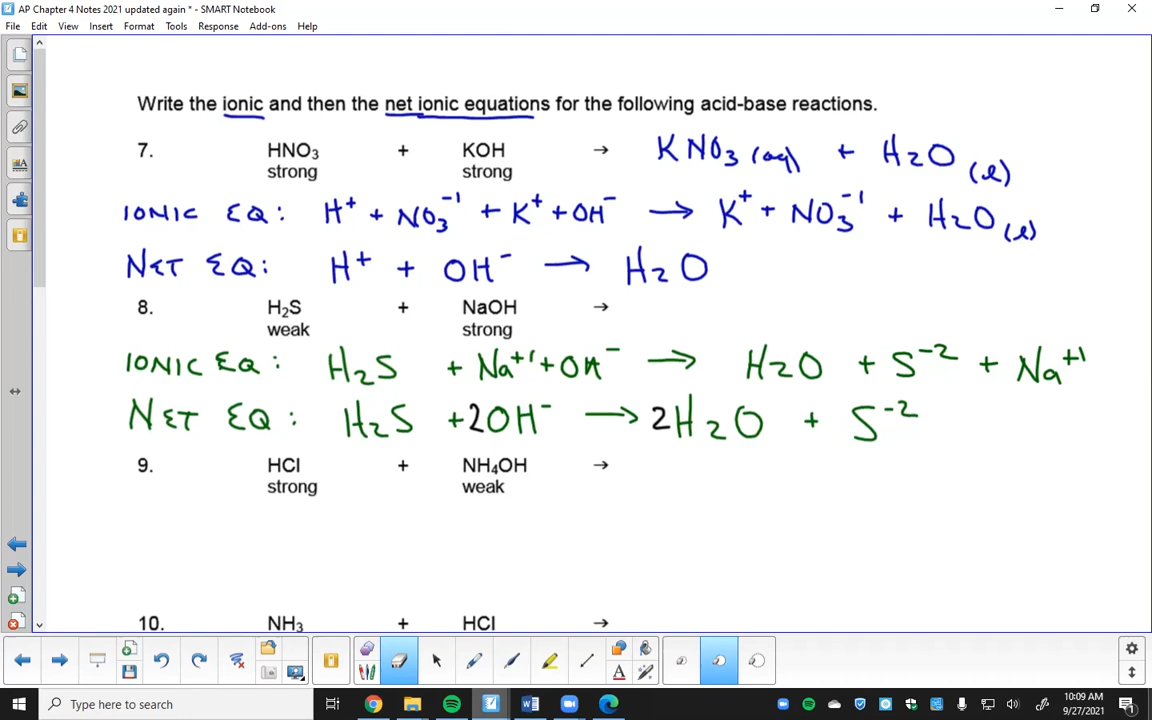 AP Chapter 4 Notes 2021 updated again * - SMART Notebook
File Edit View Insert Format Tools Response Add-ons Help
Write the ionic and then the net ionic equations for the following acid-base reactions.
7. HNO₃ + KOH → KNO₃ (aq) + H₂O (l)
strong strong
IONIC EQ: H⁺ + NO₃⁻¹ + K⁺ + OH⁻ → K⁺ + NO₃⁻¹ + H₂O (l)
NET EQ: H⁺ + OH⁻ → H₂O
8. H₂S + NaOH →
weak strong
IONIC EQ: H₂S + Na⁺¹ + OH⁻ → H₂O + S⁻² + Na⁺¹
NET EQ: H₂S + 2OH⁻ → 2H₂O + S⁻²
9. HCl + NH₄OH →
strong weak
10. NH₃ + HCl →
Type here to search
10:09 AM
9/27/2021
1